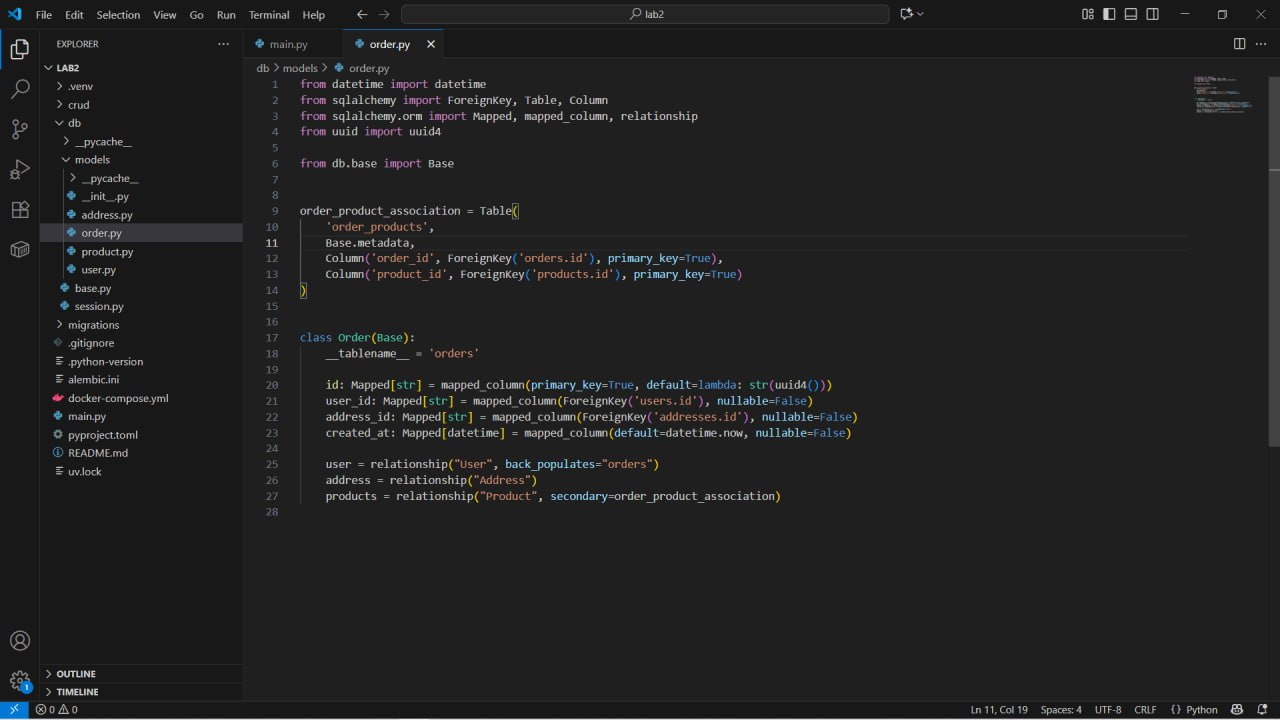 File Edit Selection View Go Run Terminal Help
lab2
EXPLORER
LAB2
.venv
crud
db
__pycache__
models
__pycache__
__init__.py
address.py
order.py
product.py
user.py
base.py
session.py
migrations
.gitignore
.python-version
alembic.ini
docker-compose.yml
main.py
pyproject.toml
README.md
uv.lock
OUTLINE
TIMELINE
main.py order.py
db > models > order.py
1 from datetime import datetime
2 from sqlalchemy import ForeignKey, Table, Column
3 from sqlalchemy.orm import Mapped, mapped_column, relationship
4 from uuid import uuid4
5
6 from db.base import Base
7
8
9 order_product_association = Table(
10     'order_products',
11     Base.metadata,
12     Column('order_id', ForeignKey('orders.id'), primary_key=True),
13     Column('product_id', ForeignKey('products.id'), primary_key=True)
14 )
15
16
17 class Order(Base):
18     __tablename__ = 'orders'
19
20     id: Mapped[str] = mapped_column(primary_key=True, default=lambda: str(uuid4()))
21     user_id: Mapped[str] = mapped_column(ForeignKey('users.id'), nullable=False)
22     address_id: Mapped[str] = mapped_column(ForeignKey('addresses.id'), nullable=False)
23     created_at: Mapped[datetime] = mapped_column(default=datetime.now, nullable=False)
24
25     user = relationship("User", back_populates="orders")
26     address = relationship("Address")
27     products = relationship("Product", secondary=order_product_association)
28
1
0 0
Ln 11, Col 19 Spaces: 4 UTF-8 CRLF {} Python